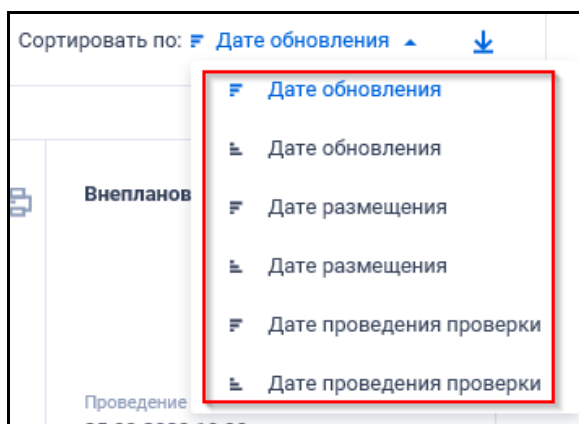 Сортировать по: Дате обновления
Дате обновления
Дате обновления
Внепланов
Дате размещения
Дате размещения
Дате проведения проверки
Дате проведения проверки
Проведение